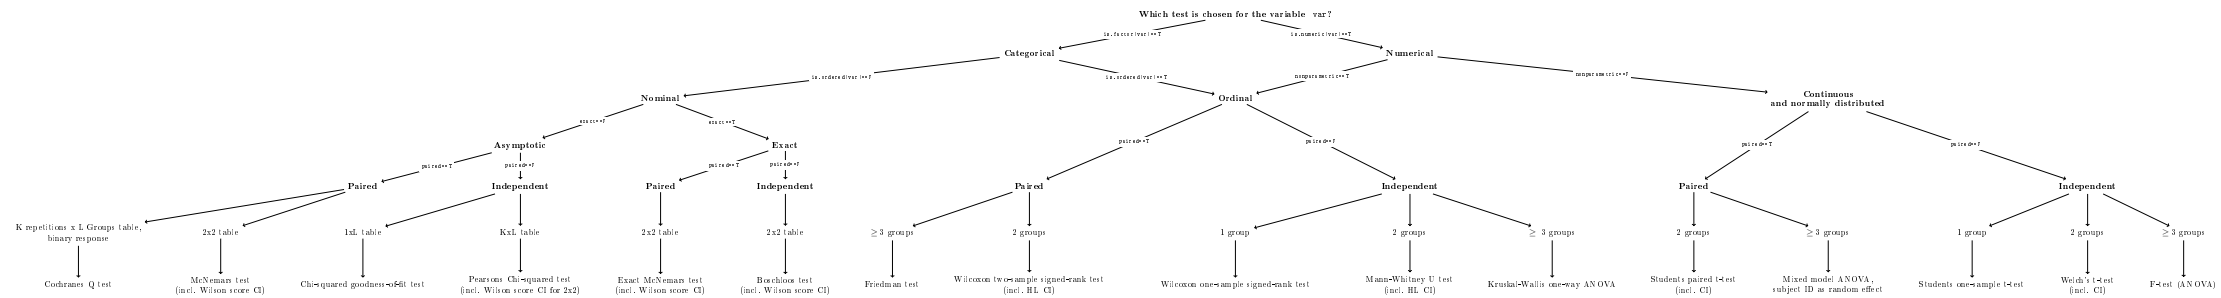 Which test is chosen for the variable var?
is.factor(var)==T
is.numeric(var)==T
Categorical
Numerical
is.ordered(var)==F
is.ordered(var)==T
nonparametric==T
nonparametric==F
Nominal
Ordinal
Continuous
and normally distributed
exact==F
exact==T
paired==T
paired==F
paired==T
paired==F
Asymptotic
Exact
paired==T
paired==F
paired==T
paired==F
Paired
Independent
Paired
Independent
Paired
Independent
Paired
Independent
K repetitions x L Groups table,
binary response
2x2 table
1xL table
KxL table
2x2 table
2x2 table
≥3 groups
2 groups
1 group
2 groups
≥ 3 groups
2 groups
≥3 groups
1 group
2 groups
≥3 groups
Cochranes Q test
McNemars test
(incl. Wilson score CI)
Chi-squared goodness-of-fit test
Pearsons Chi-squared test
(incl. Wilson score CI for 2x2)
Exact McNemars test
(incl. Wilson score CI)
Boschloos test
(incl. Wilson score CI)
Friedman test
Wilcoxon two-sample signed-rank test
(incl. HL CI)
Wilcoxon one-sample signed-rank test
Mann-Whitney U test
(incl. HL CI)
Kruskal-Wallis one-way ANOVA
Students paired t-test
(incl. CI)
Mixed model ANOVA,
subject ID as random effect
Students one-sample t-test
Welch's t-test
(incl. CI)
F-test (ANOVA)